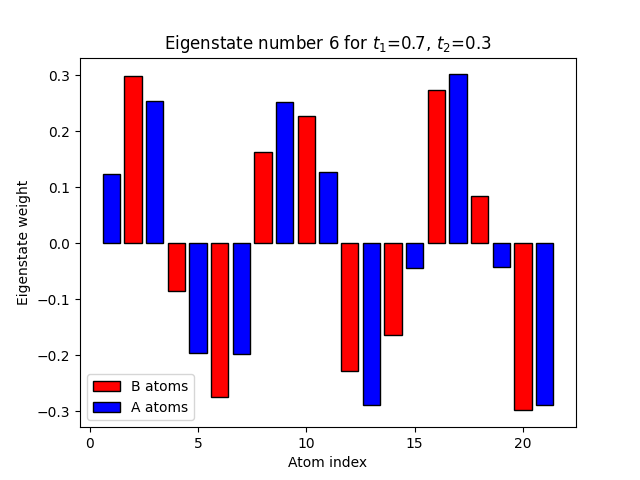 Eigenstate number 6 for t₁=0.7, t₂=0.3
Eigenstate weight
0.3
0.2
0.1
0.0
−0.1
−0.2
−0.3
B atoms
A atoms
0 5 10 15 20
Atom index